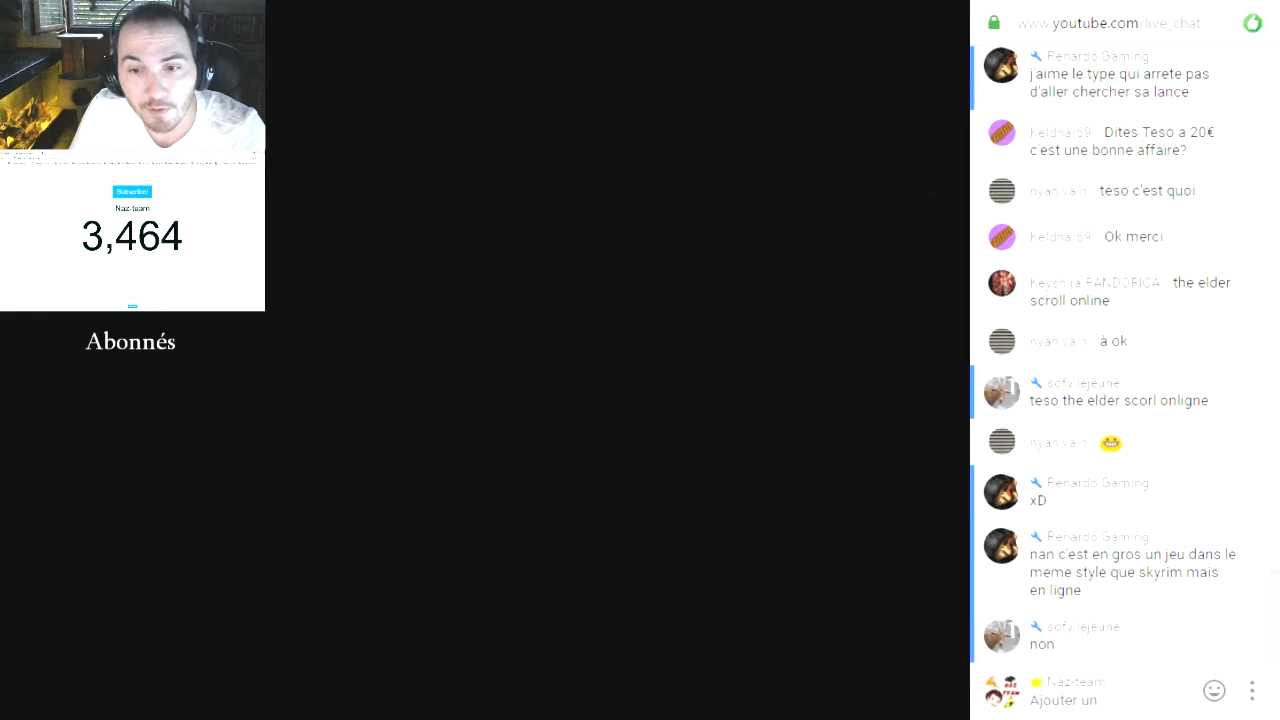 Subscribe!
Naz-team
3,464
Abonnés
www.youtube.com/live_chat
Renardo Gaming
j'aime le type qui arrete pas
d'aller chercher sa lance
Dites Teso a 20€
c'est une bonne affaire?
teso c'est quoi
Ok merci
Keyshira PANDORICA the elder
scroll online
à ok
sofy lejeune
teso the elder scorl onligne
Renardo Gaming
xD
Renardo Gaming
nan c'est en gros un jeu dans le
meme style que skyrim mais
en ligne
sofy lejeune
non
Naz-team
Ajouter un